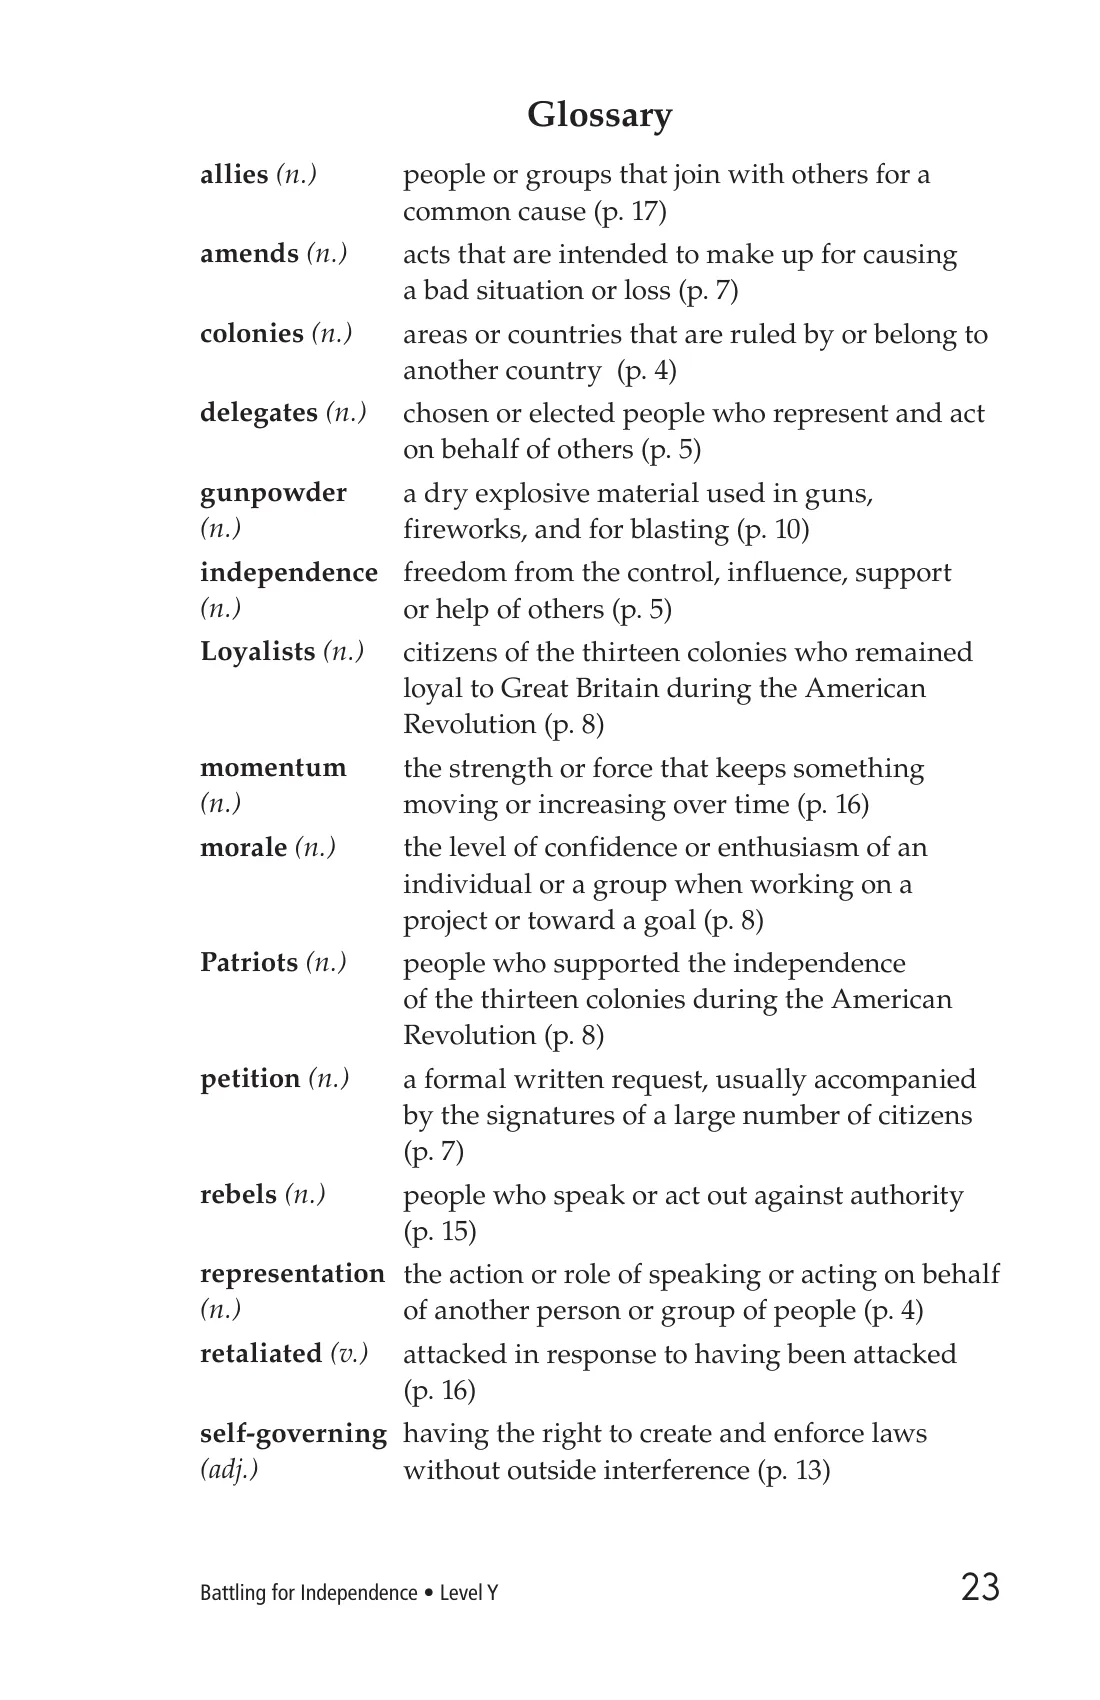 Glossary
allies (n.) people or groups that join with others for a
common cause (p. 17)
amends (n.) acts that are intended to make up for causing
a bad situation or loss (p. 7)
colonies (n.) areas or countries that are ruled by or belong to
another country (p. 4)
delegates (n.) chosen or elected people who represent and act
on behalf of others (p. 5)
gunpowder a dry explosive material used in guns,
(n.) fireworks, and for blasting (p. 10)
independence freedom from the control, influence, support
(n.) or help of others (p. 5)
Loyalists (n.) citizens of the thirteen colonies who remained
loyal to Great Britain during the American
Revolution (p. 8)
momentum the strength or force that keeps something
(n.) moving or increasing over time (p. 16)
morale (n.) the level of confidence or enthusiasm of an
individual or a group when working on a
project or toward a goal (p. 8)
Patriots (n.) people who supported the independence
of the thirteen colonies during the American
Revolution (p. 8)
petition (n.) a formal written request, usually accompanied
by the signatures of a large number of citizens
(p. 7)
rebels (n.) people who speak or act out against authority
(p. 15)
representation the action or role of speaking or acting on behalf
(n.) of another person or group of people (p. 4)
retaliated (v.) attacked in response to having been attacked
(p. 16)
self-governing having the right to create and enforce laws
(adj.) without outside interference (p. 13)
Battling for Independence • Level Y 23